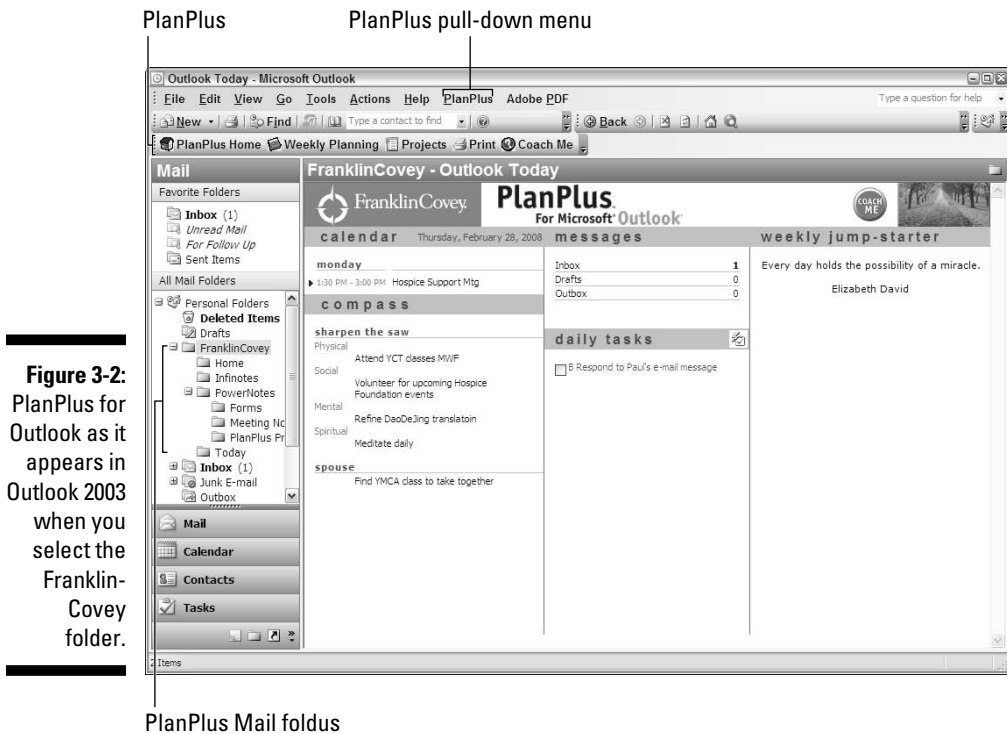 PlanPlus
PlanPlus pull-down menu
Outlook Today - Microsoft Outlook
File Edit View Go Tools Actions Help PlanPlus Adobe PDF
Type a question for help
New Find Type a contact to find Back
PlanPlus Home Weekly Planning Projects Print Coach Me
Mail
FranklinCovey - Outlook Today
Favorite Folders
Inbox (1)
Unread Mail
For Follow Up
Sent Items
All Mail Folders
Personal Folders
Deleted Items
Drafts
FranklinCovey
Home
Infinotes
PowerNotes
Forms
Meeting Nc
PlanPlus Pr
Today
Inbox (1)
Junk E-mail
Outbox
Mail
Calendar
Contacts
Tasks
2 Items
FranklinCovey.
PlanPlus
For Microsoft Outlook
COACH
ME
calendar Thursday, February 28, 2008
monday
1:30 PM - 3:00 PM Hospice Support Mtg
compass
sharpen the saw
Physical
Attend YCT classes MWF
Social
Volunteer for upcoming Hospice
Foundation events
Mental
Refine DaoDeJing translatoin
Spiritual
Meditate daily
spouse
Find YMCA class to take together
messages
Inbox 1
Drafts 0
Outbox 0
daily tasks
B Respond to Paul's e-mail message
weekly jump-starter
Every day holds the possibility of a miracle.
Elizabeth David
Figure 3-2:
PlanPlus for
Outlook as it
appears in
Outlook 2003
when you
select the
Franklin-
Covey
folder.
PlanPlus Mail foldus